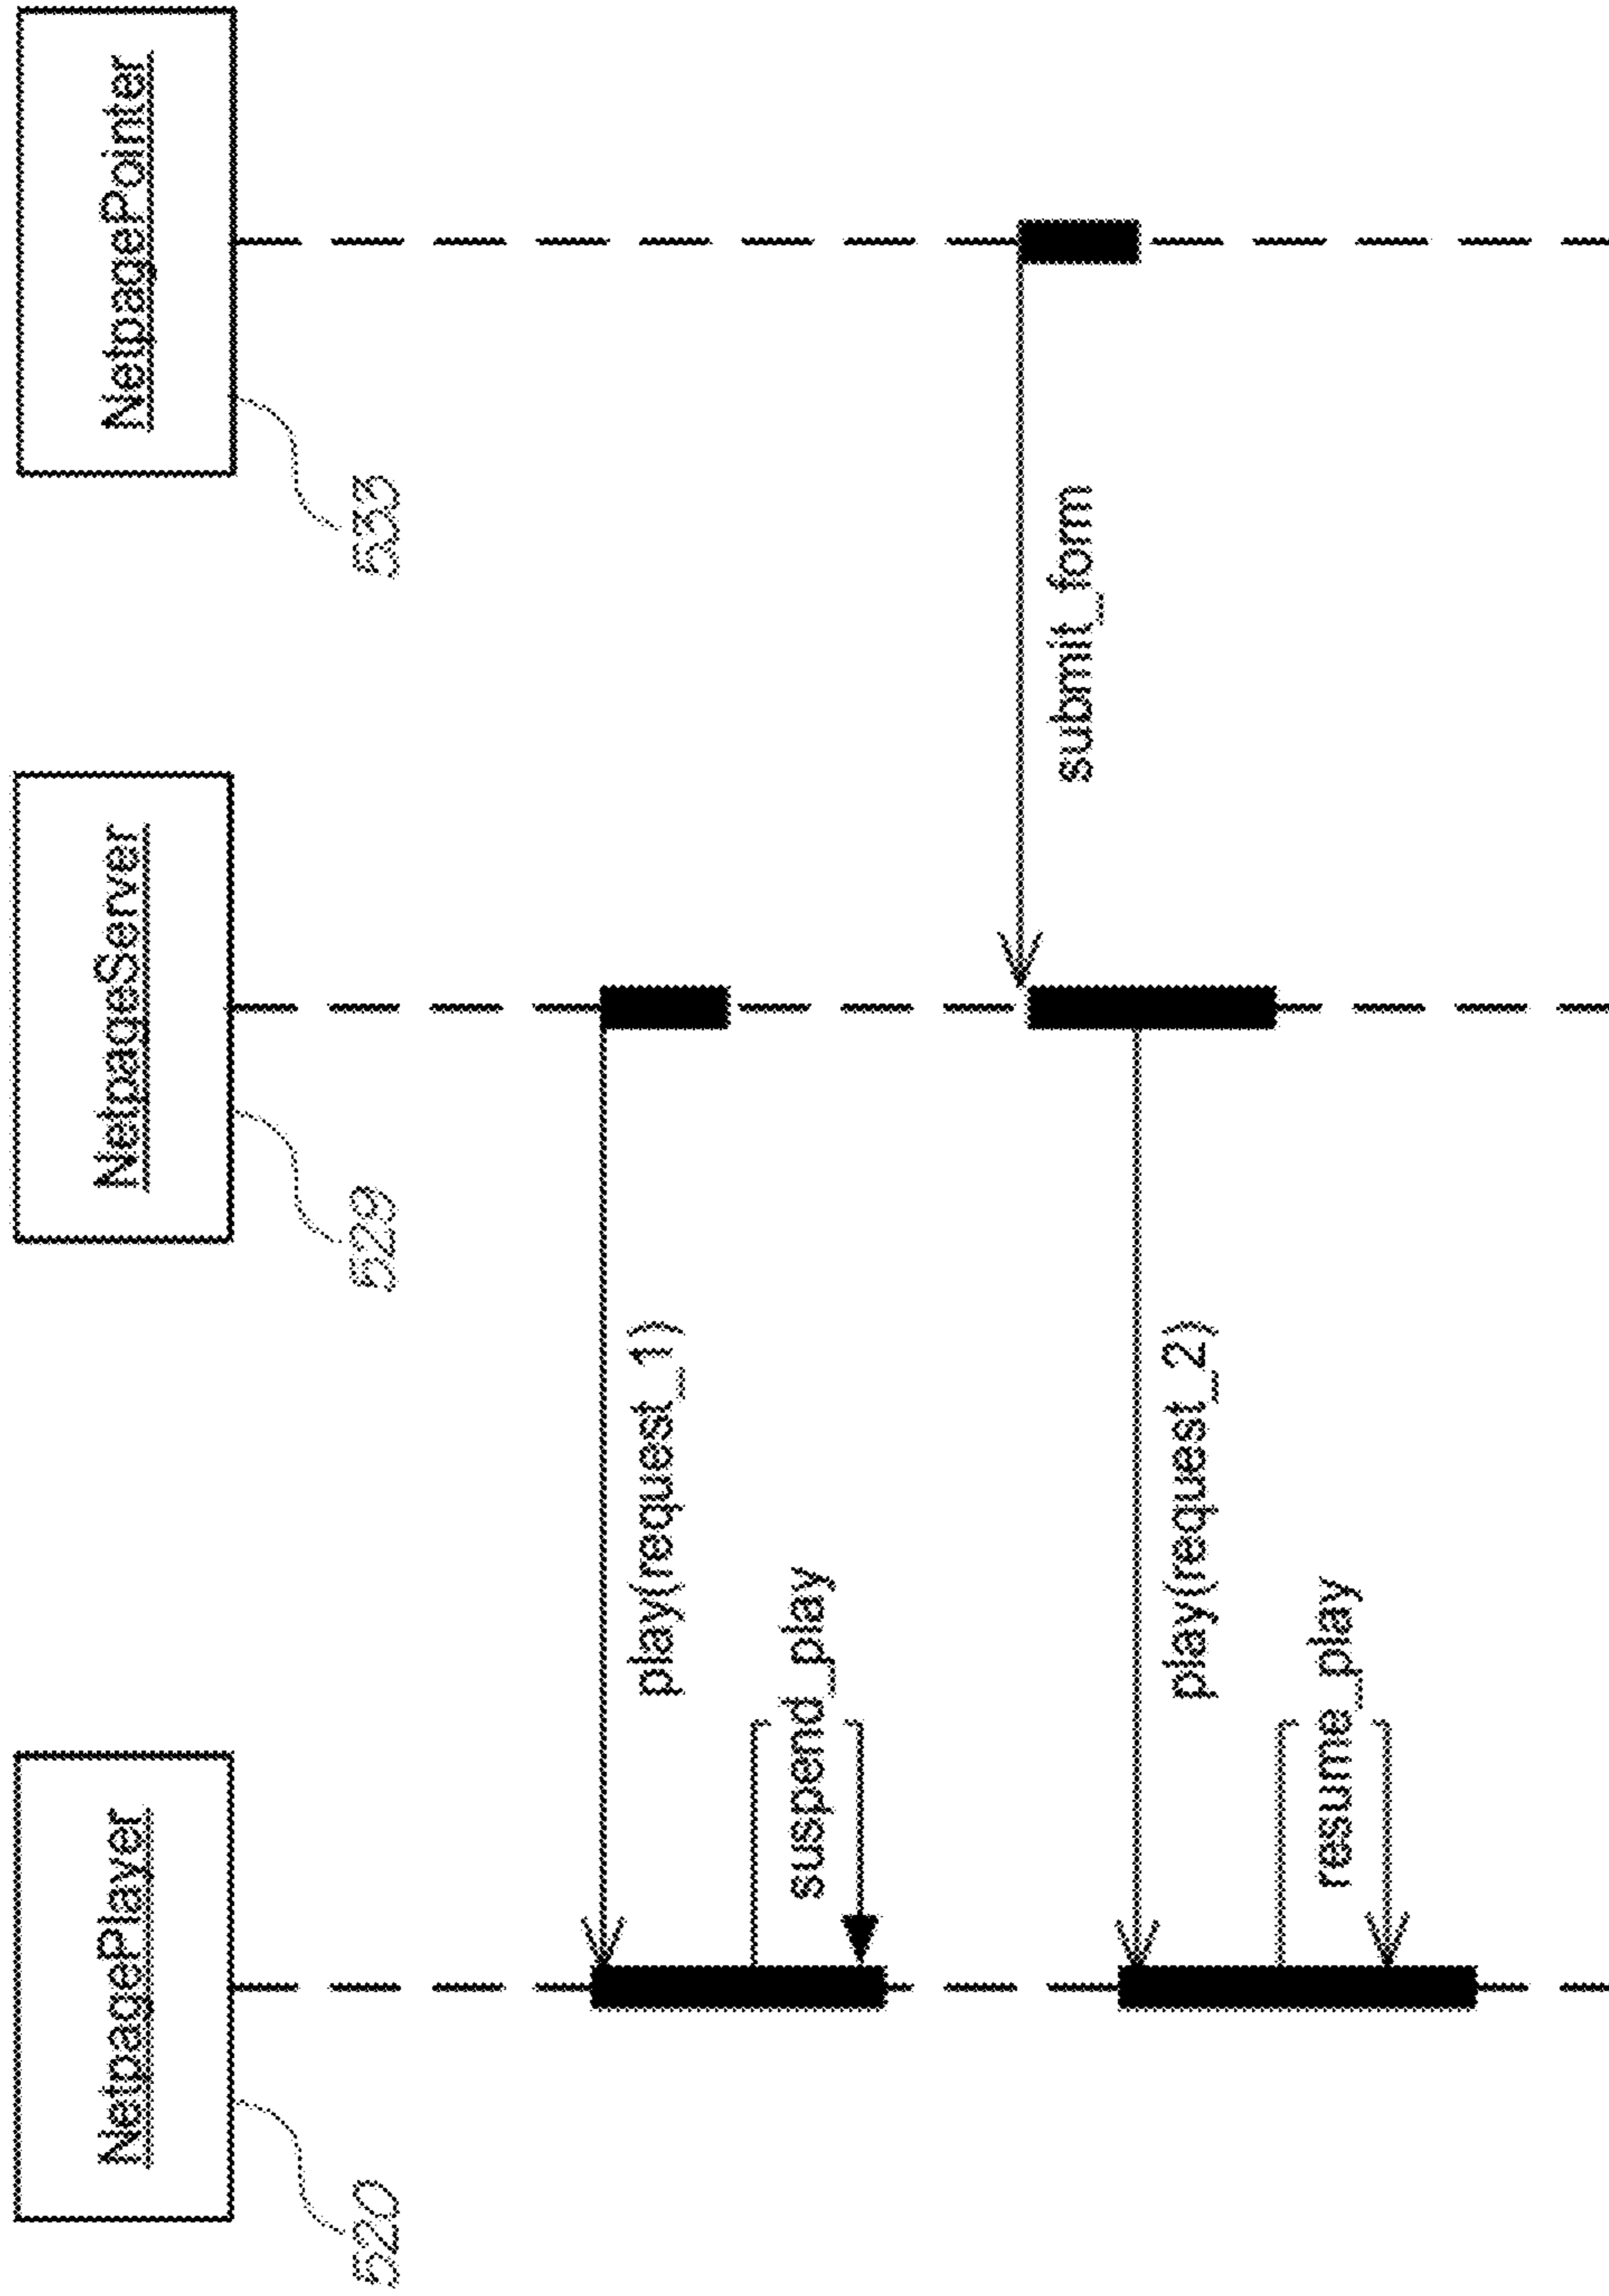 NetpagePlayer
NetpageServer
NetpagePointer
520
529
533
play(request_1)
suspend_play
submit_form
play(request_2)
resume_play